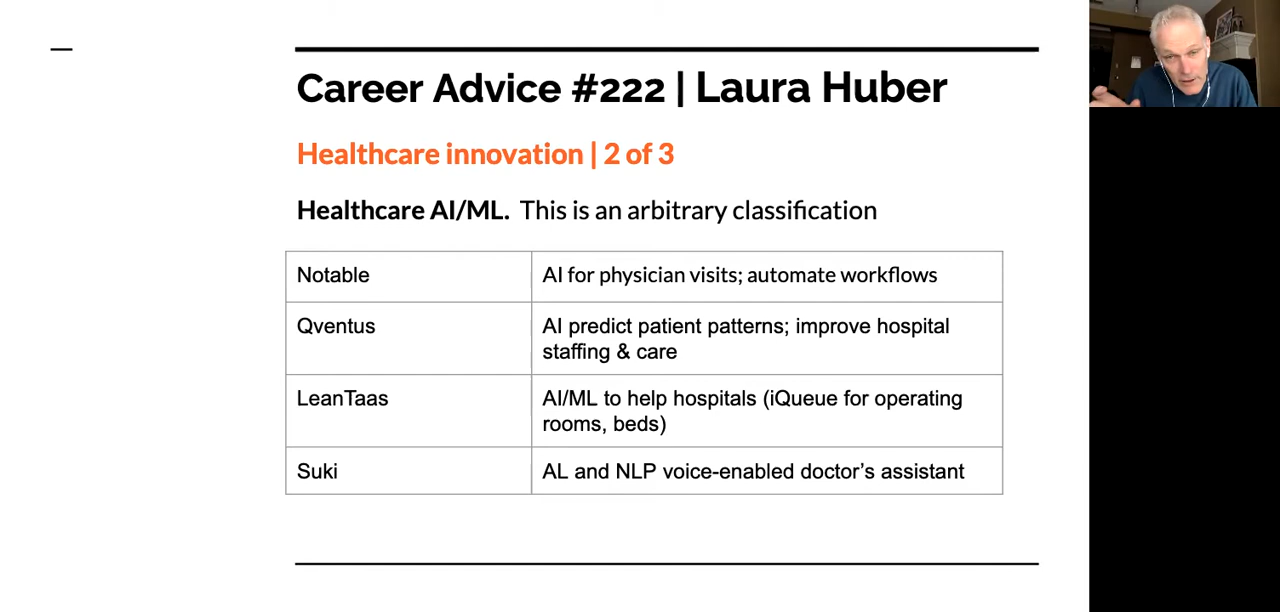 Career Advice #222 | Laura Huber
Healthcare innovation | 2 of 3
Healthcare AI/ML. This is an arbitrary classification
Notable
AI for physician visits; automate workflows
Qventus
AI predict patient patterns; improve hospital
staffing & care
LeanTaas
AI/ML to help hospitals (iQueue for operating
rooms, beds)
Suki
AL and NLP voice-enabled doctor's assistant